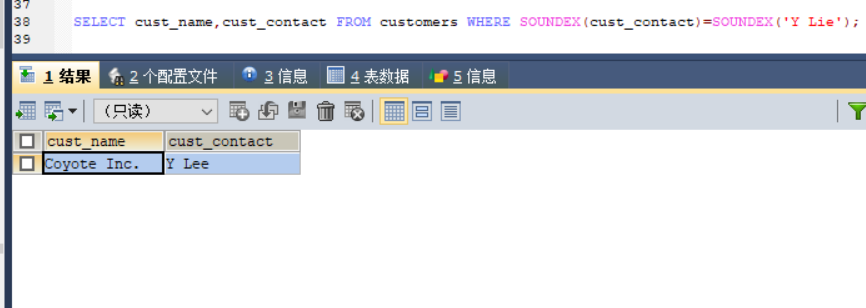 37
38 SELECT cust_name,cust_contact FROM customers WHERE SOUNDEX(cust_contact)=SOUNDEX('Y Lie');
39
1 结果 2 个配置文件 3 信息 4 表数据 5 信息
（只读）
cust_name cust_contact
Coyote Inc. Y Lee